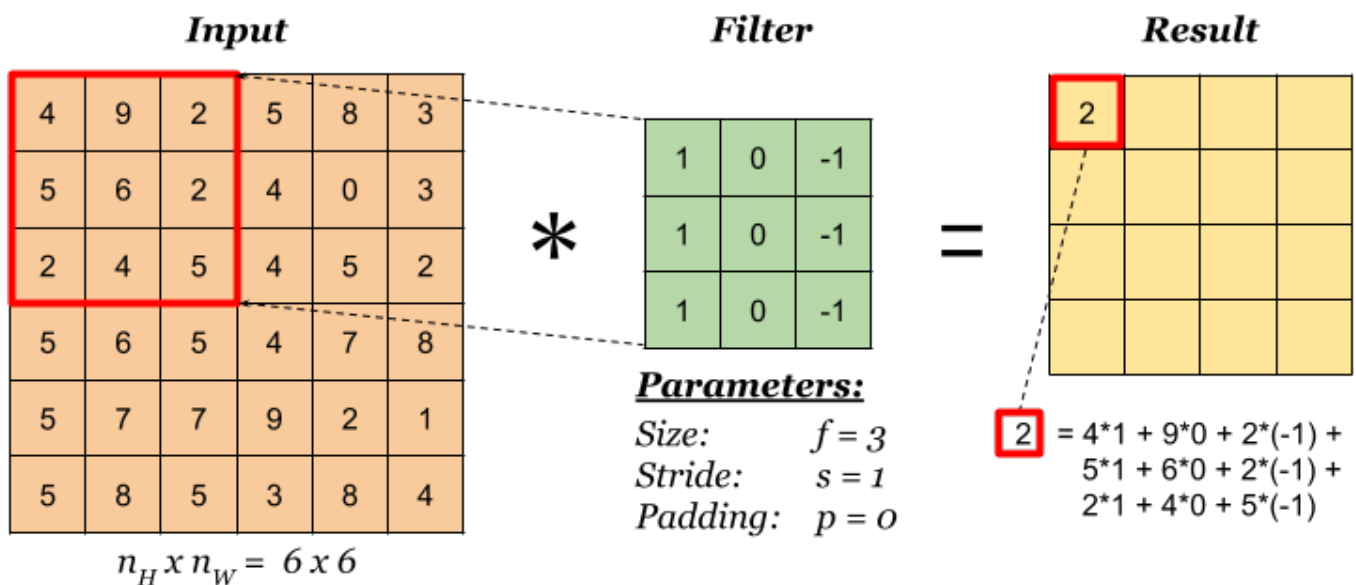 Input
Filter
Result
4 9 2 5 8 3
5 6 2 4 0 3
2 4 5 4 5 2
5 6 5 4 7 8
5 7 7 9 2 1
5 8 5 3 8 4
n_H x n_W = 6 x 6
*
1 0 -1
1 0 -1
1 0 -1
Parameters:
Size: f = 3
Stride: s = 1
Padding: p = 0
=
2
2 = 4*1 + 9*0 + 2*(-1) +
5*1 + 6*0 + 2*(-1) +
2*1 + 4*0 + 5*(-1)